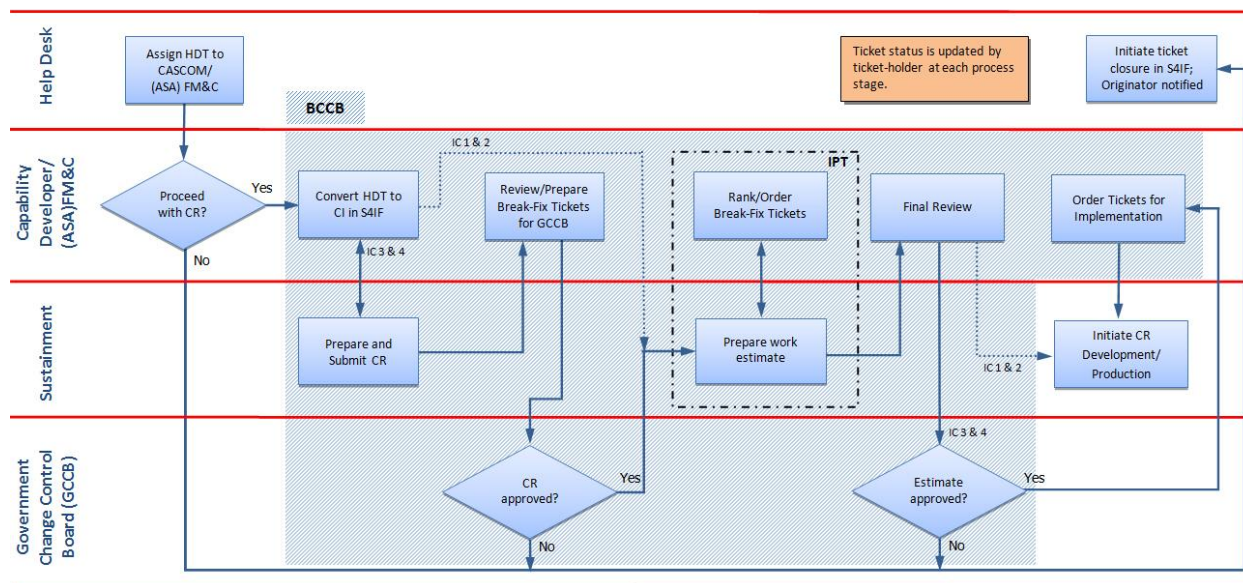 Help Desk
Assign HDT to
CASCOM/
(ASA) FM&C
Ticket status is updated by
ticket-holder at each process
stage.
Initiate ticket
closure in S4IF;
Originator notified
BCCB
Capability
Developer/
(ASA)FM&C
Proceed
with CR?
Yes
No
Convert HDT to
CI in S4IF
IC 1 & 2
IC 3 & 4
Review/Prepare
Break-Fix Tickets
for GCCB
IPT
Rank/Order
Break-Fix Tickets
Final Review
Order Tickets for
Implementation
Sustainment
Prepare and
Submit CR
Prepare work
estimate
IC 1 & 2
Initiate CR
Development/
Production
Government
Change Control
Board (GCCB)
CR
approved?
Yes
No
IC 3 & 4
Estimate
approved?
Yes
No